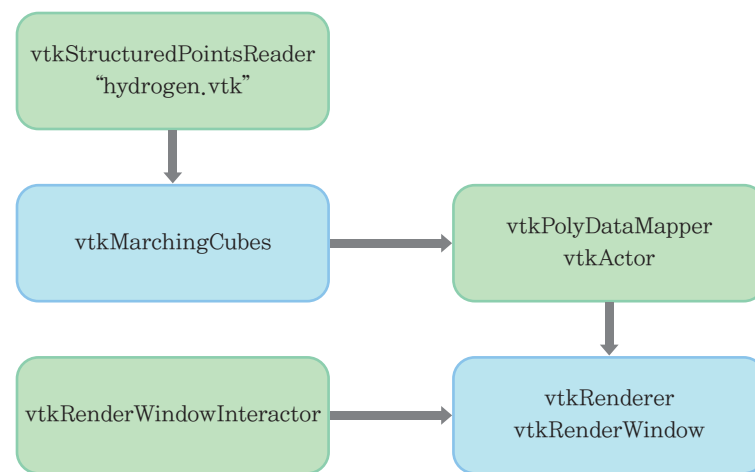 vtkStructuredPointsReader
“hydrogen.vtk”
vtkMarchingCubes
vtkPolyDataMapper
vtkActor
vtkRenderWindowInteractor
vtkRenderer
vtkRenderWindow